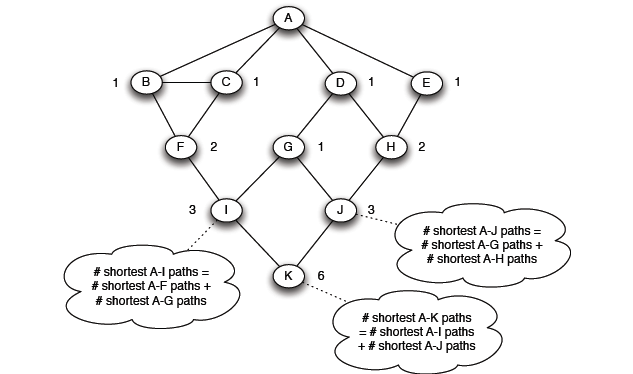 A
1 B C 1 D 1 E 1
F 2 G 1 H 2
3 I J 3
# shortest A-J paths =
# shortest A-G paths +
# shortest A-H paths
# shortest A-I paths =
# shortest A-F paths +
# shortest A-G paths
K 6
# shortest A-K paths
= # shortest A-I paths
+ # shortest A-J paths